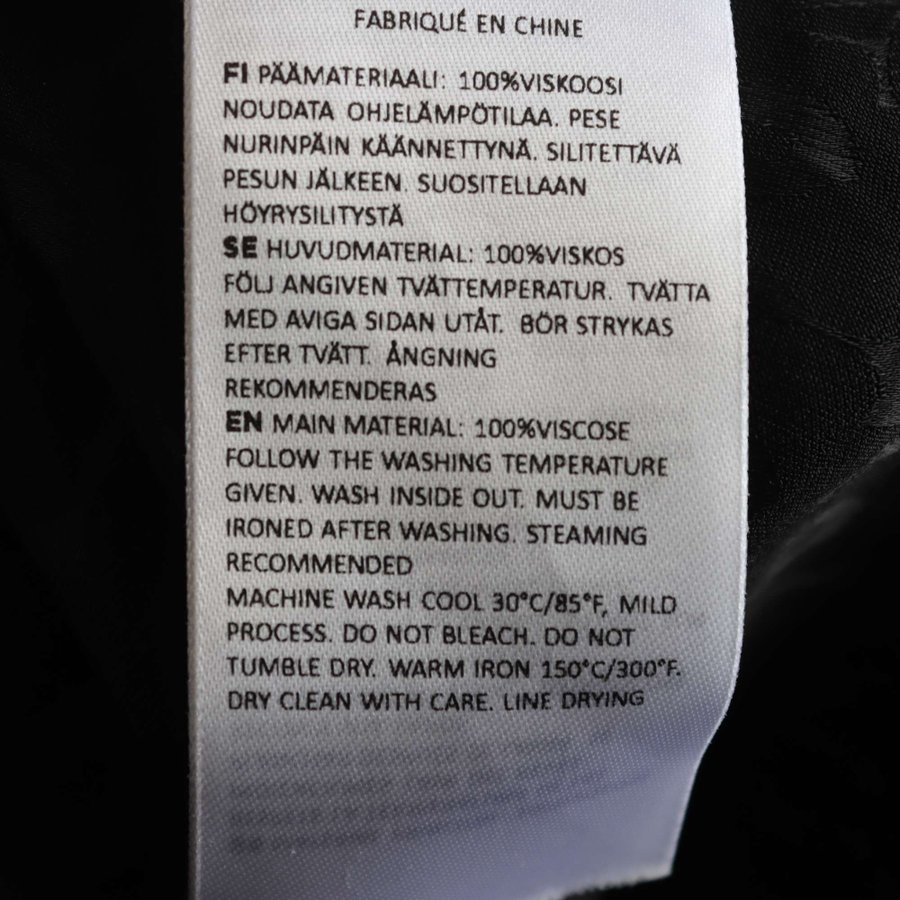 FABRIQUÉ EN CHINE
FI PÄÄMATERIAALI: 100%VISKOOSI
NOUDATA OHJELÄMPÖTILAA. PESE
NURINPÄIN KÄÄNNETTYNÄ. SILITETTÄVÄ
PESUN JÄLKEEN. SUOSITELLAAN
HÖYRYSILITYSTÄ
SE HUVUDMATERIAL: 100%VISKOS
FÖLJ ANGIVEN TVÄTTEMPERATUR. TVÄTTA
MED AVIGA SIDAN UTÅT. BÖR STRYKAS
EFTER TVÄTT. ÅNGNING
REKOMMENDERAS
EN MAIN MATERIAL: 100%VISCOSE
FOLLOW THE WASHING TEMPERATURE
GIVEN. WASH INSIDE OUT. MUST BE
IRONED AFTER WASHING. STEAMING
RECOMMENDED
MACHINE WASH COOL 30°C/85°F, MILD
PROCESS. DO NOT BLEACH. DO NOT
TUMBLE DRY. WARM IRON 150°C/300°F.
DRY CLEAN WITH CARE. LINE DRYING